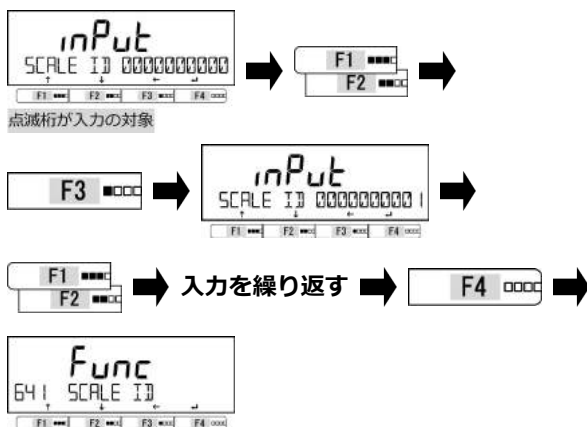 inPut
SCALE ID 0000000000
↑ ↓ ← ↵
F1 F2 F3 F4
点滅桁が入力の対象
F1
F2
F3
inPut
SCALE ID 0000000001
↑ ↓ ← ↵
F1 F2 F3 F4
F1
F2
入力を繰り返す
F4
Func
641 SCALE ID
↑ ↓ ← ↵
F1 F2 F3 F4